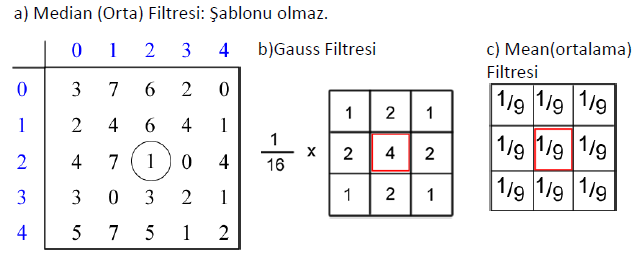 a) Median (Orta) Filtresi: Şablonu olmaz.
0 1 2 3 4
0 3 7 6 2 0
1 2 4 6 4 1
2 4 7 1 0 4
3 3 0 3 2 1
4 5 7 5 1 2
b)Gauss Filtresi
1/16 x
1 2 1
2 4 2
1 2 1
c) Mean(ortalama)
Filtresi
1/9 1/9 1/9
1/9 1/9 1/9
1/9 1/9 1/9